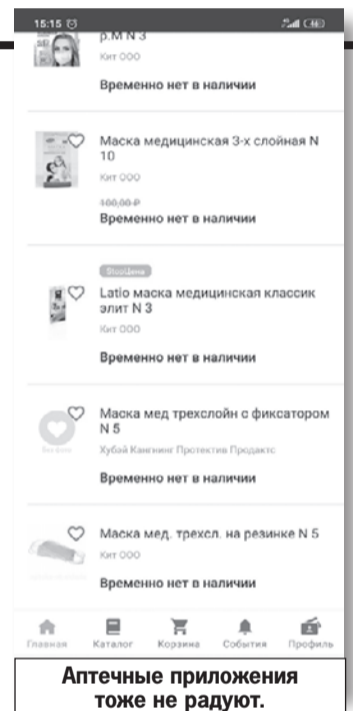 15:15
р.М N 3
Кит ООО
Временно нет в наличии
Маска медицинская 3-х слойная N
10
Кит ООО
100,00 ₽
Временно нет в наличии
StopЦена
Latio маска медицинская классик
элит N 3
Кит ООО
Временно нет в наличии
Маска мед трехслойн с фиксатором
N 5
Хубэй Кангнинг Протектив Продактс
Временно нет в наличии
Маска мед. трехсл. на резинке N 5
Кит ООО
Временно нет в наличии
Главная Каталог Корзина События Профиль
Аптечные приложения
тоже не радуют.